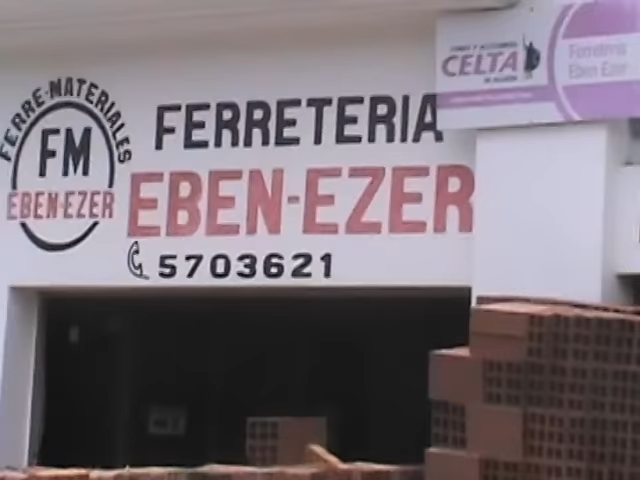 FERRE-MATERIALES
FM
EBEN-EZER
FERRETERIA
EBEN-EZER
5703621
CELTA
Ferretería
Eben Ezer